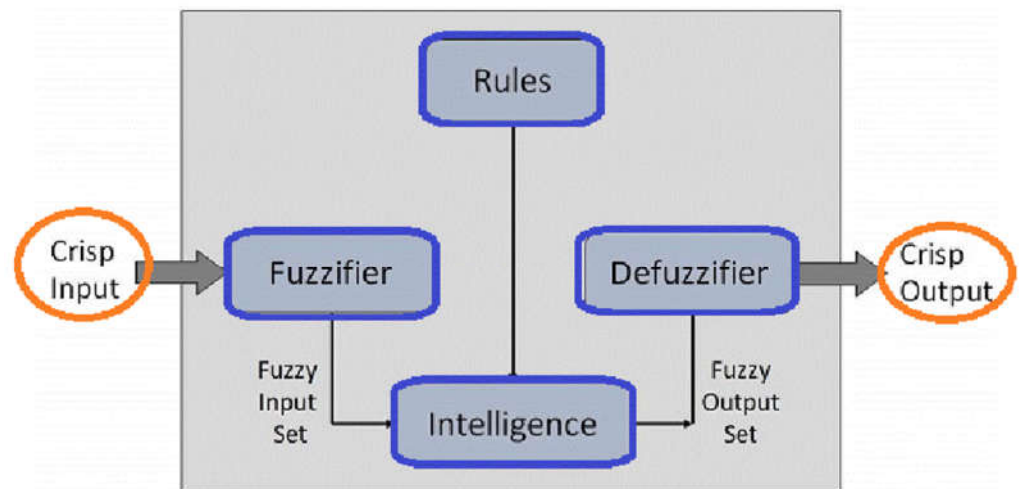 Rules
Crisp
Input
Fuzzifier
Defuzzifier
Crisp
Output
Fuzzy
Input
Set
Intelligence
Fuzzy
Output
Set